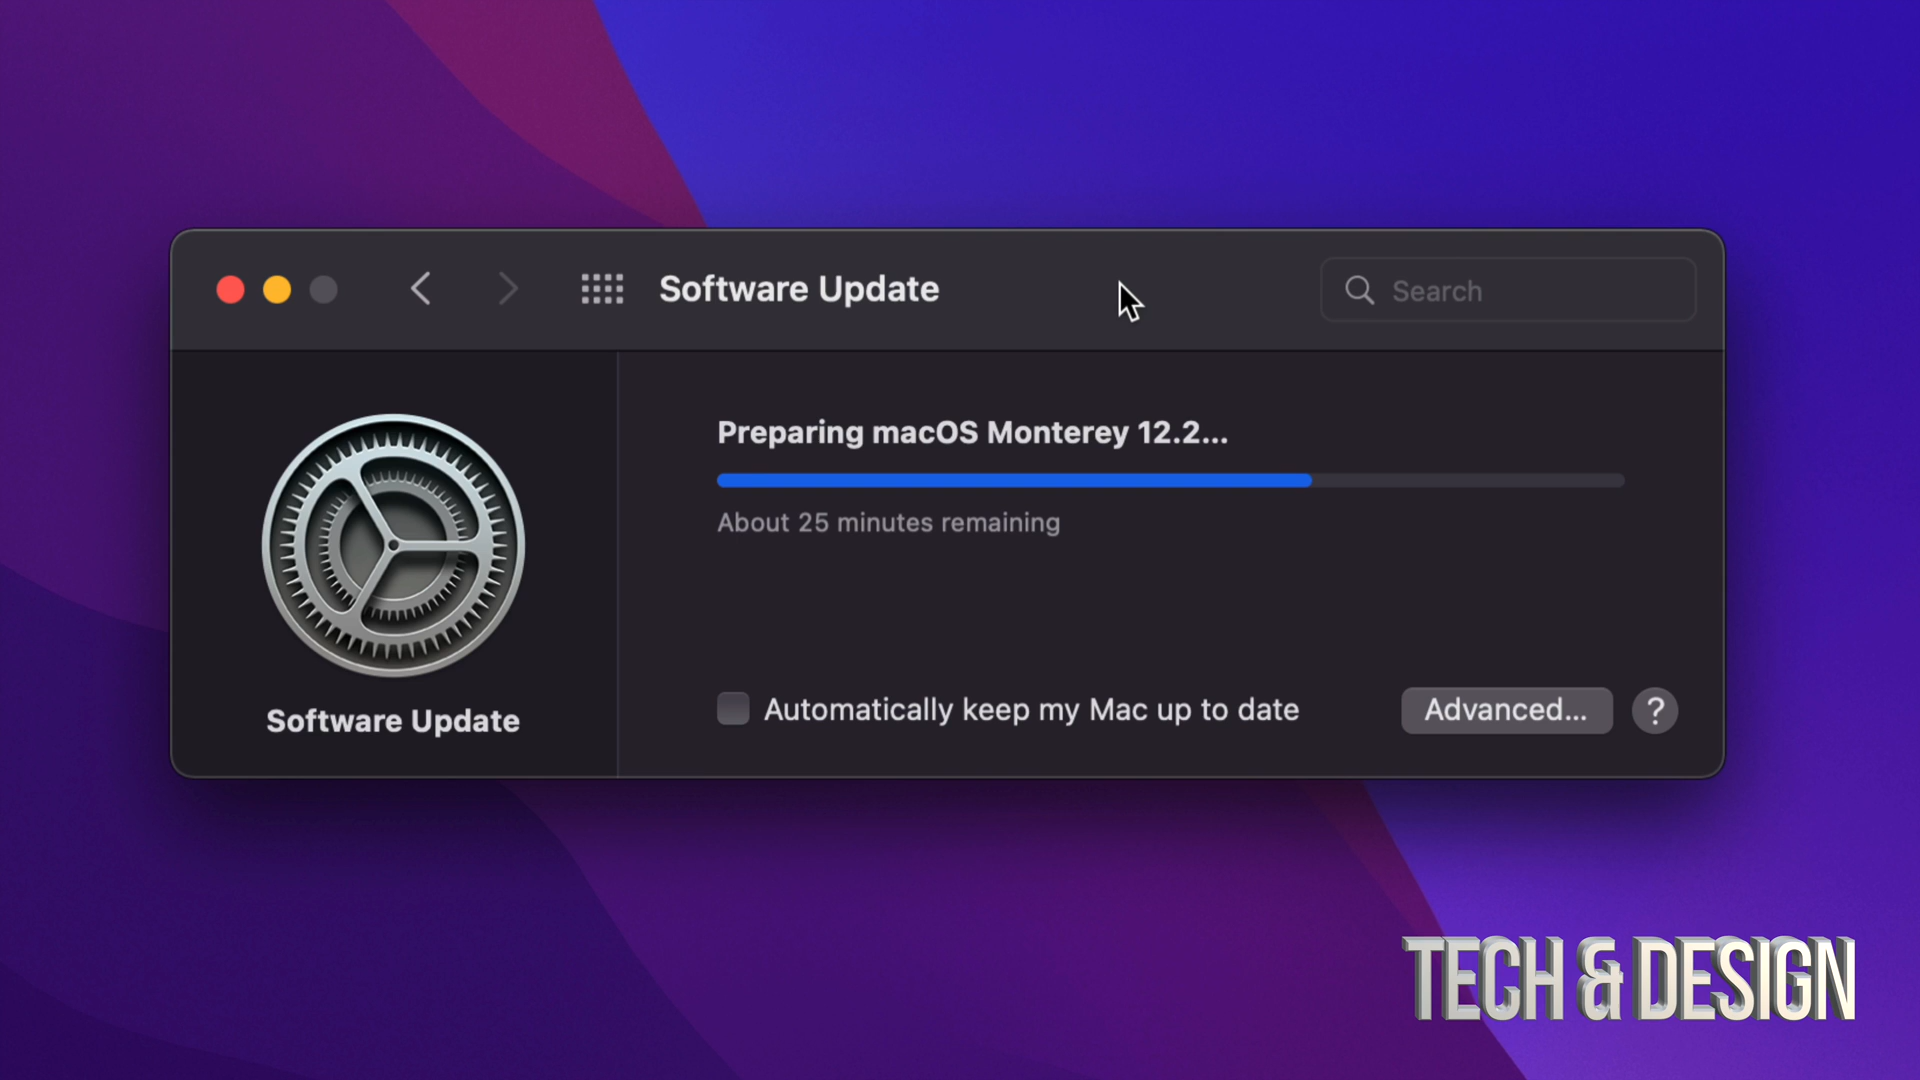 Software Update
Search
Preparing macOS Monterey 12.2...
About 25 minutes remaining
Software Update
Automatically keep my Mac up to date
Advanced...
?
TECH & DESIGN